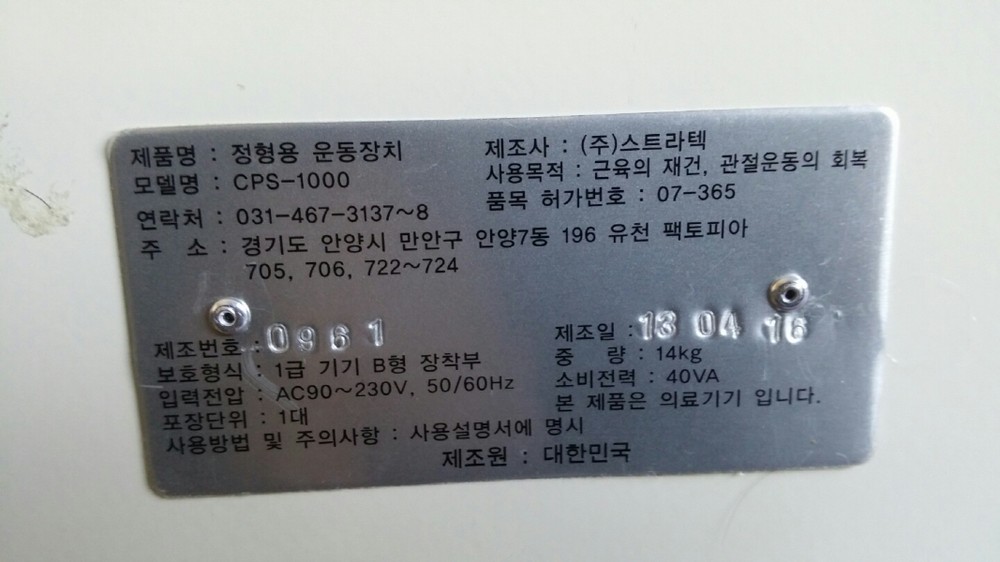 제품명 : 정형용 운동장치
제조사 : (주)스트라텍
모델명 : CPS-1000
사용목적 : 근육의 재건, 관절운동의 회복
연락처 : 031-467-3137~8
품목 허가번호 : 07-365
주 소 : 경기도 안양시 만안구 안양7동 196 유천 팩토피아
705, 706, 722~724
제조번호 : 0961
제조일 : 13 04 16
보호형식 : 1급 기기 B형 장착부
중 량 : 14kg
입력전압 : AC90~230V, 50/60Hz
소비전력 : 40VA
포장단위 : 1대
본 제품은 의료기기 입니다.
사용방법 및 주의사항 : 사용설명서에 명시
제조원 : 대한민국